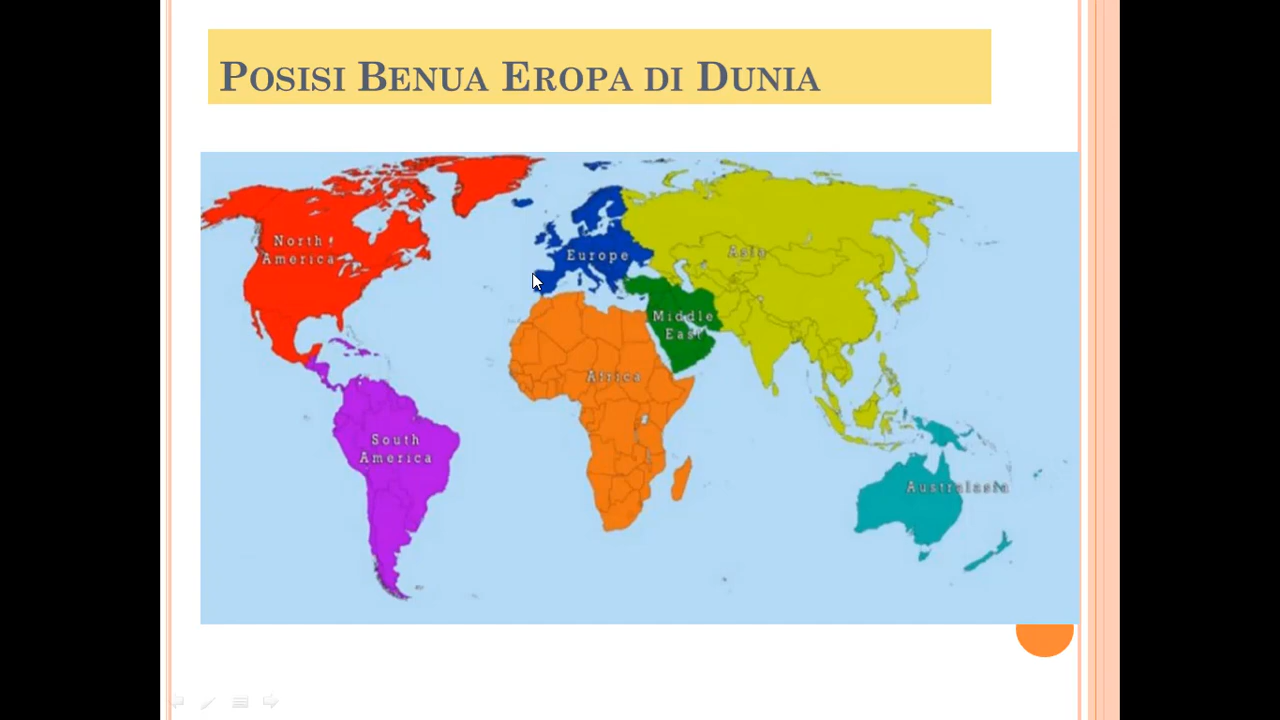 Posisi Benua Eropa di Dunia
North
America
Europe
Asia
Middle
East
Africa
South
America
Australasia